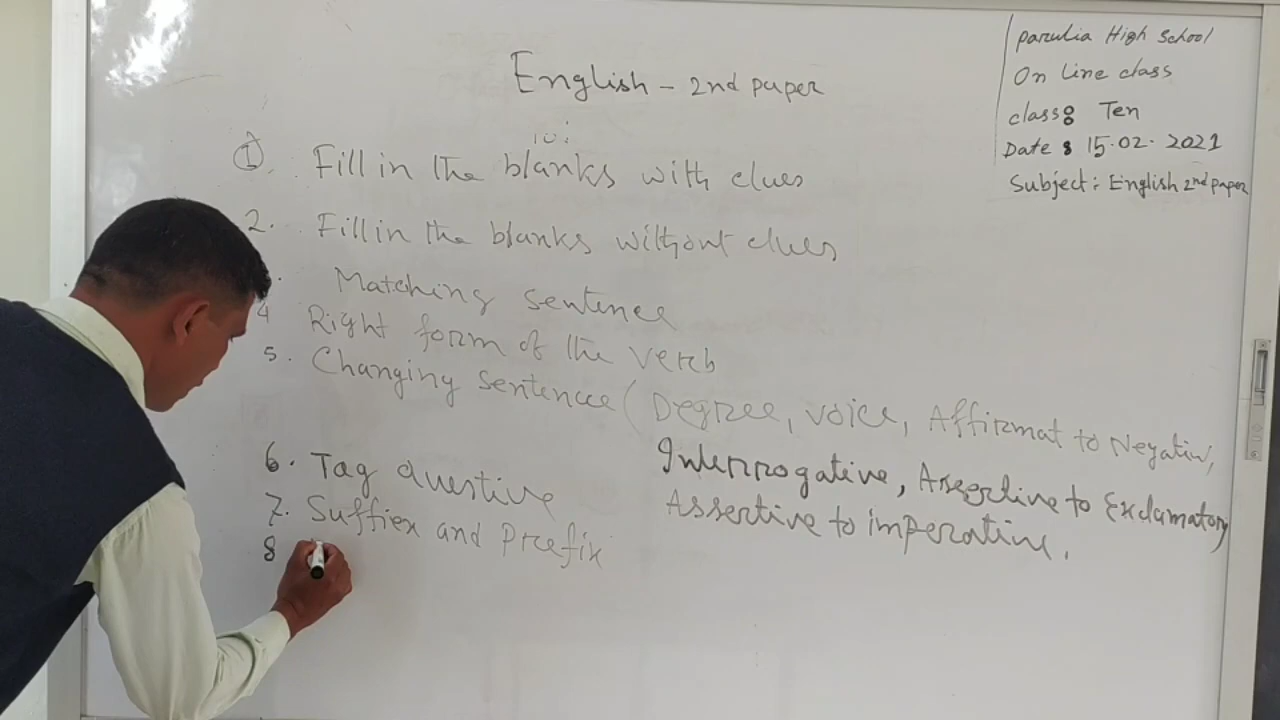 English - 2nd paper
Parulia High School
On line class
class: Ten
Date : 15.02.2021
Subject: English 2nd paper
1. Fill in the blanks with clues
2. Fill in the blanks without clues
Matching sentence
4 Right form of the verb
5. Changing sentence (Degree, voice, Affirmat to Negativ,
Interrogative, Assertive to Exclamatory
Assertive to imperative.
6. Tag Questive
7. Suffiex and Prefix
8